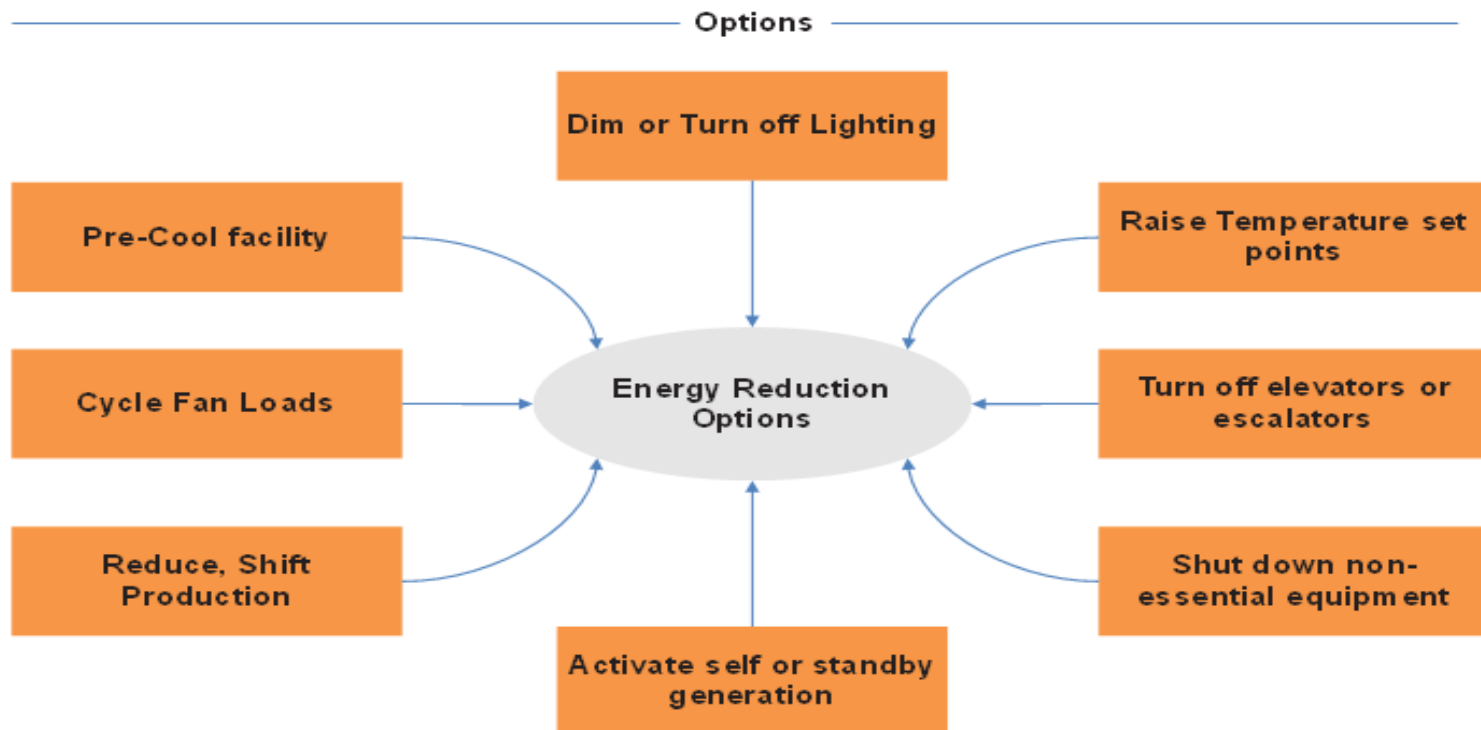 Options
Dim or Turn off Lighting
Pre-Cool facility
Raise Temperature set
points
Cycle Fan Loads
Energy Reduction
Options
Turn off elevators or
escalators
Reduce, Shift
Production
Shut down non-
essential equipment
Activate self or standby
generation